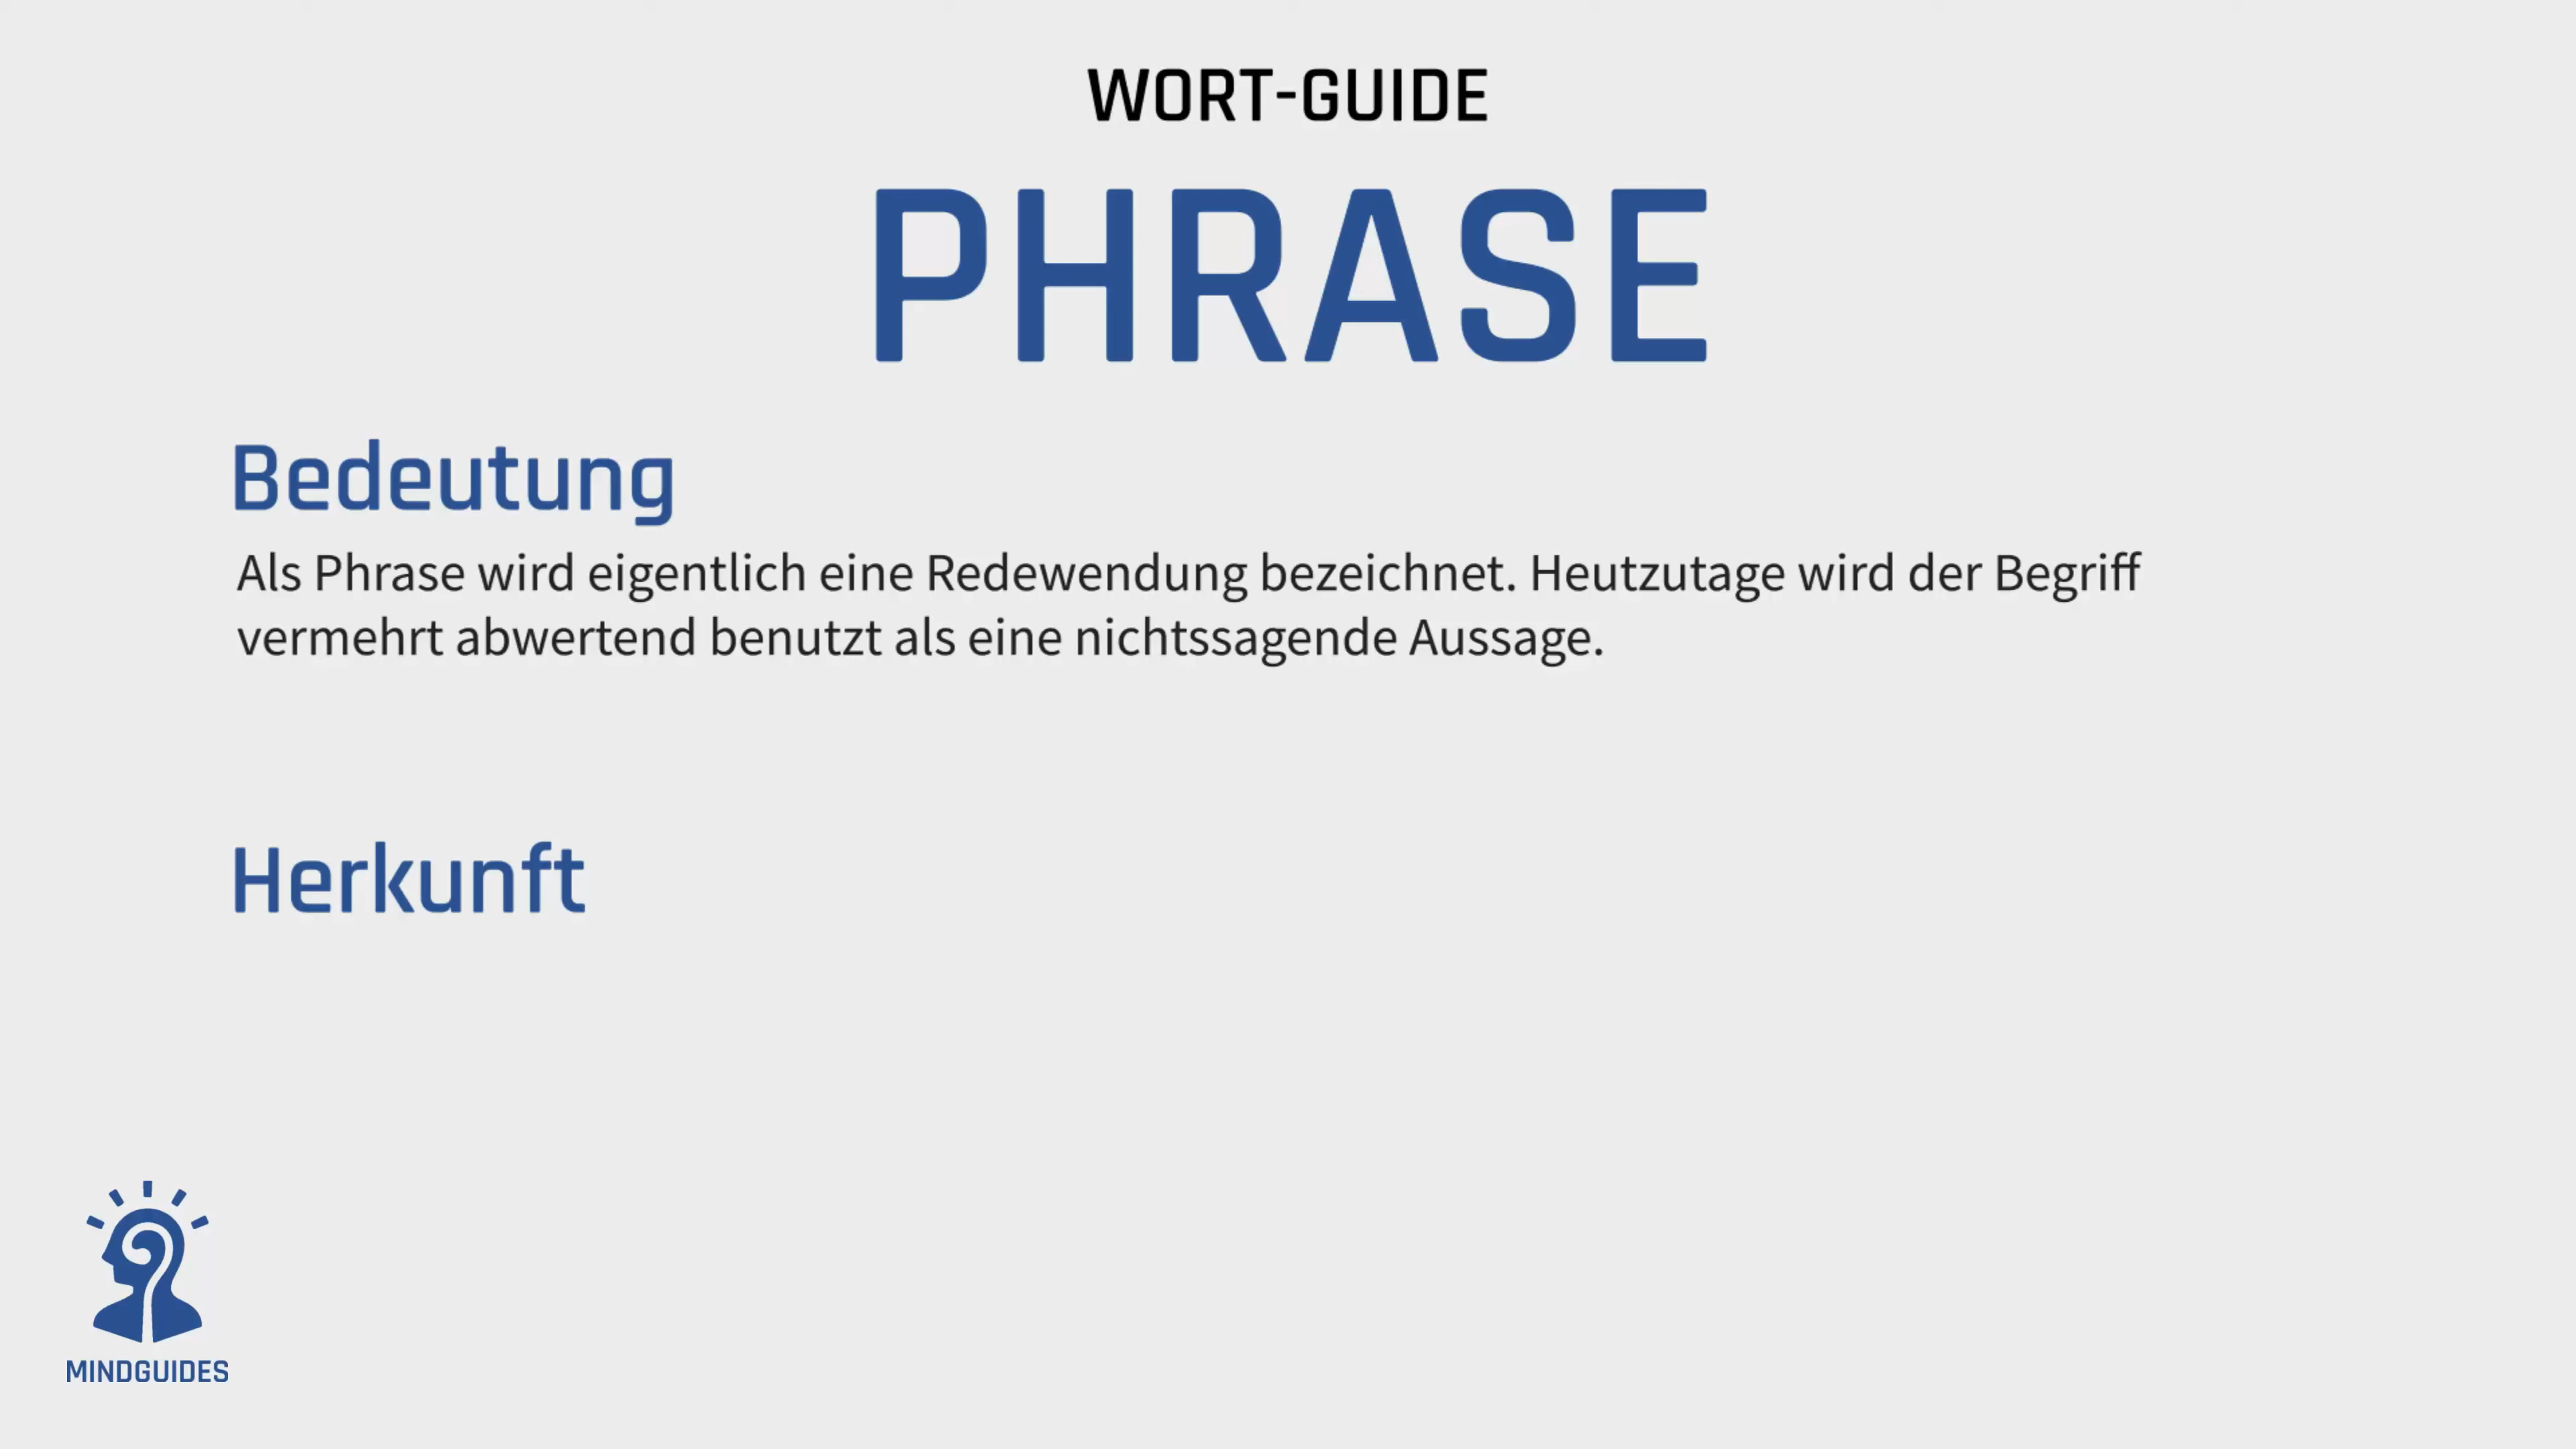 WORT-GUIDE
PHRASE
Bedeutung
Als Phrase wird eigentlich eine Redewendung bezeichnet. Heutzutage wird der Begriff
vermehrt abwertend benutzt als eine nichtssagende Aussage.
Herkunft
MINDGUIDES